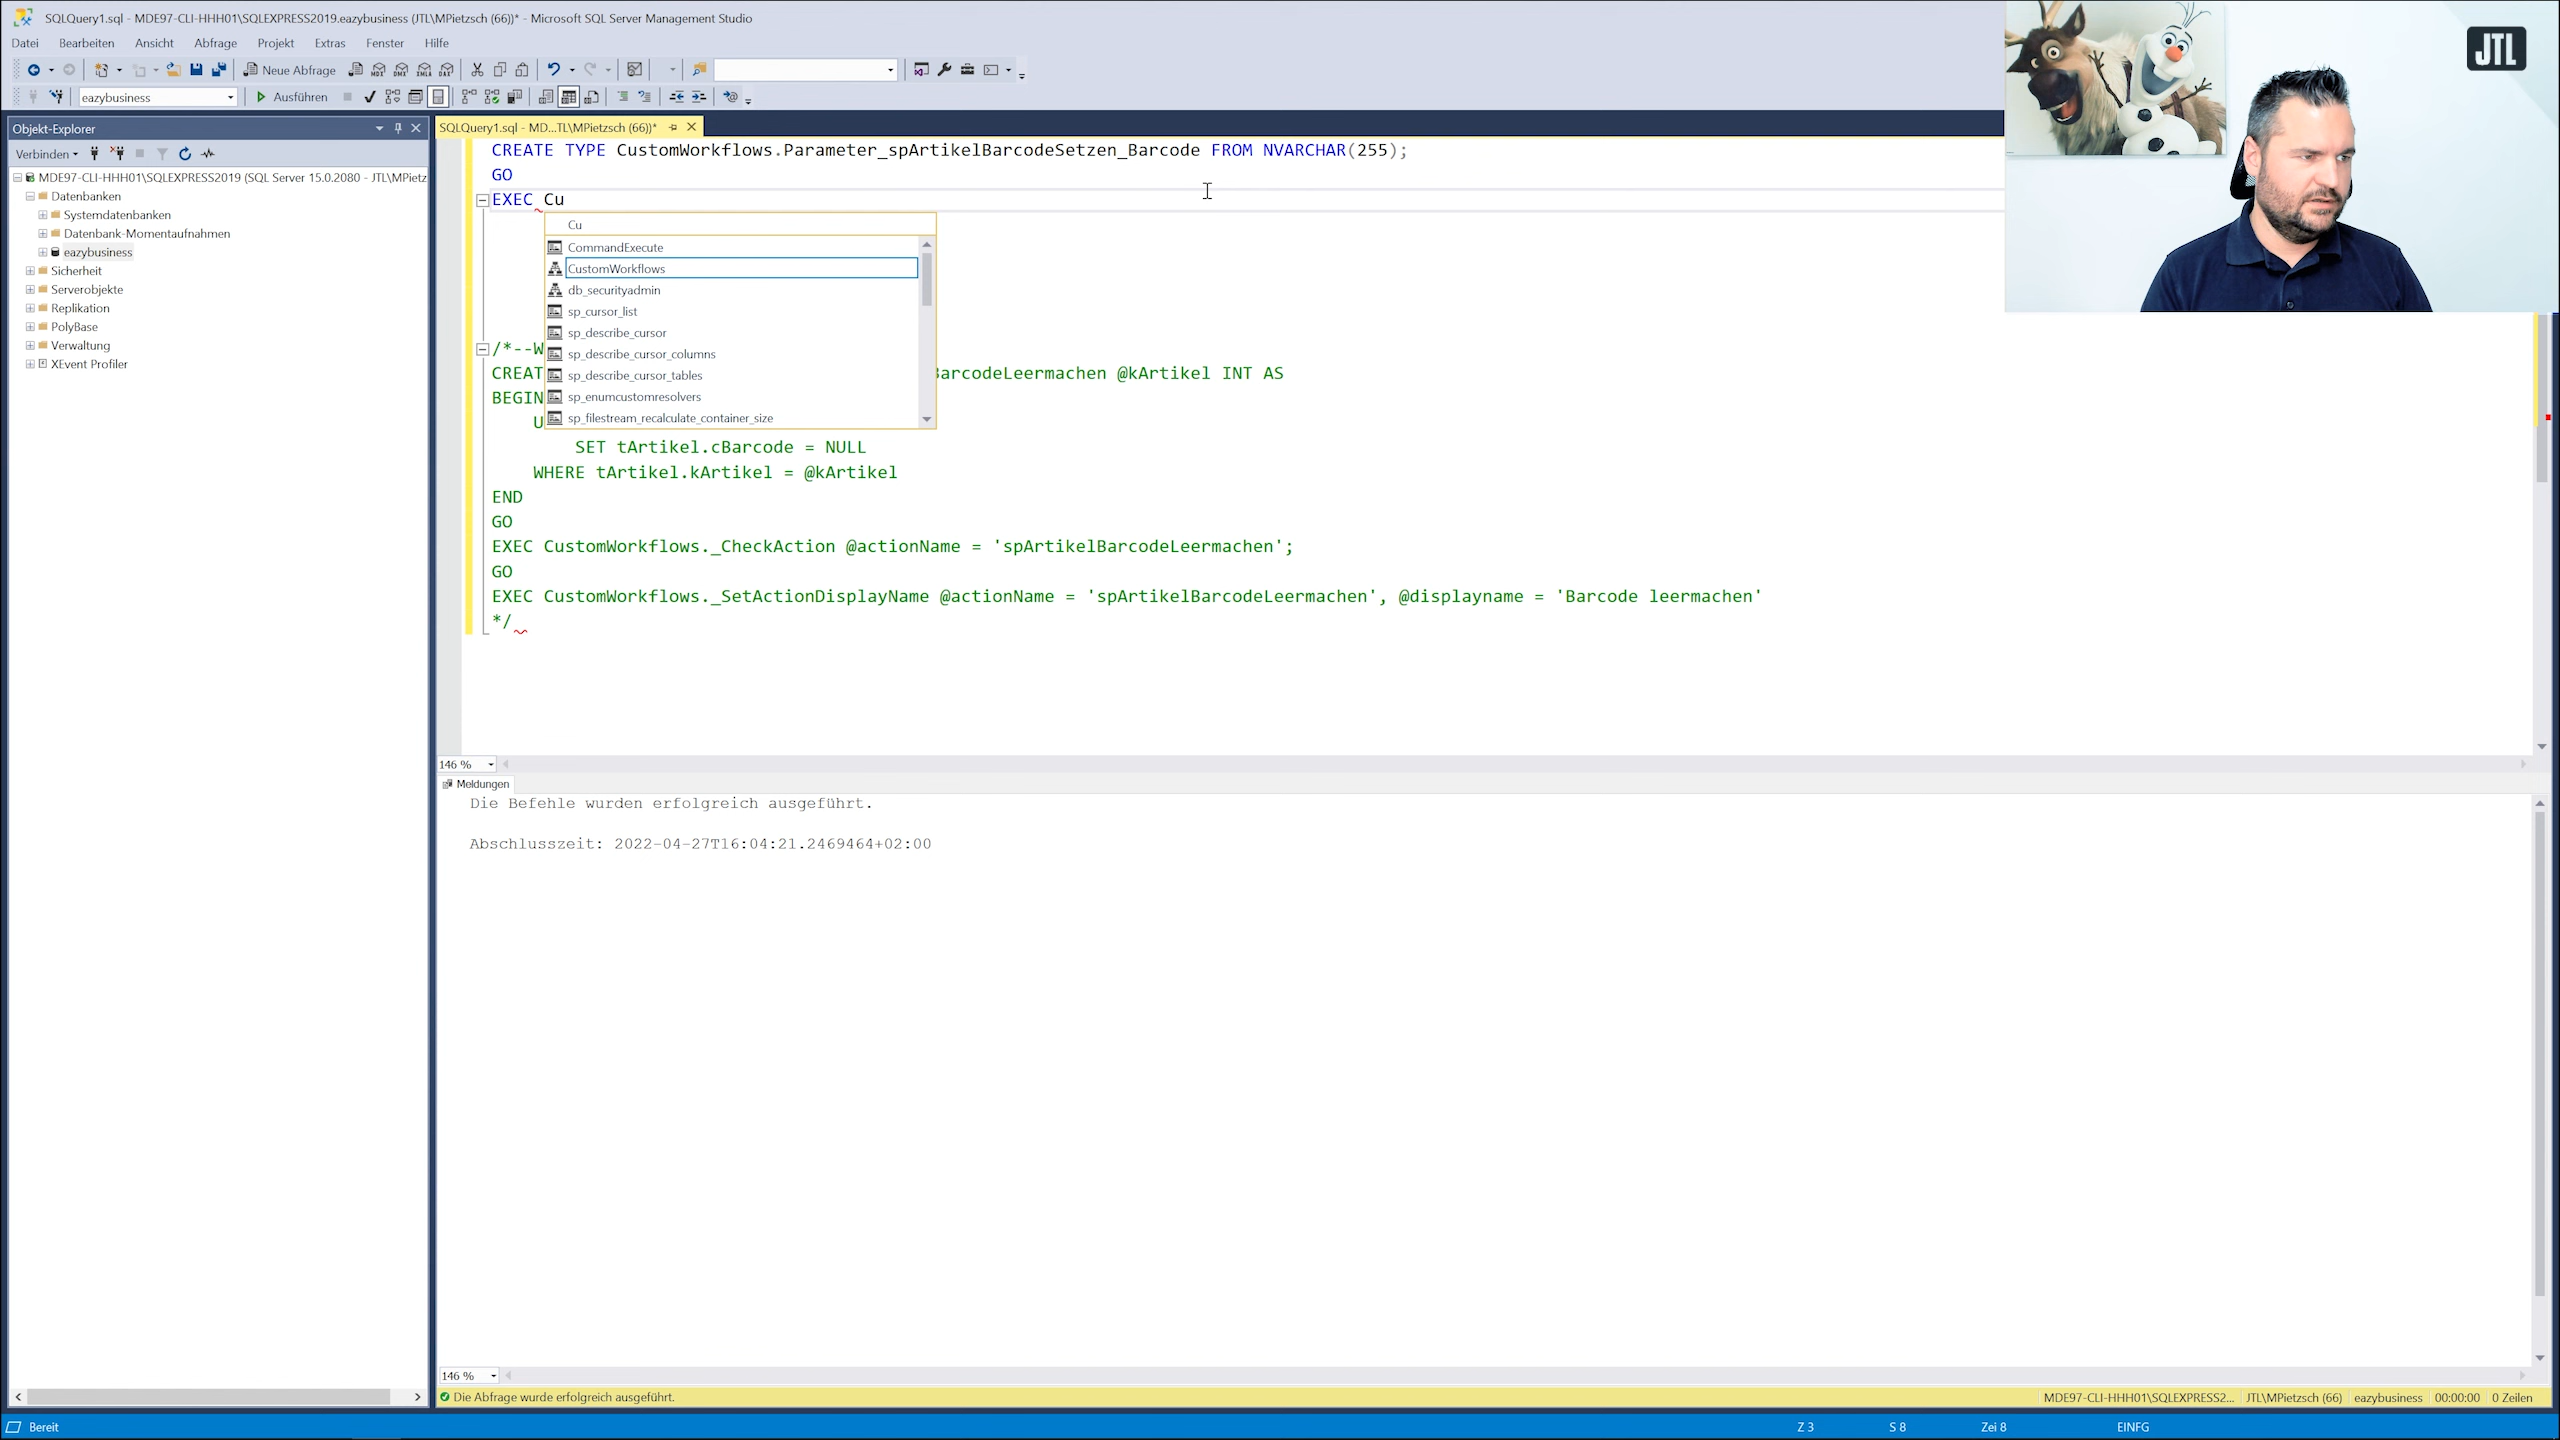 SQLQuery1.sql - MDE97-CLI-HHH01\SQLEXPRESS2019.eazybusiness (JTL\MPietzsch (66))* - Microsoft SQL Server Management Studio
Datei Bearbeiten Ansicht Abfrage Projekt Extras Fenster Hilfe
JTL
Neue Abfrage
MDX DMX XMLA DAX
eazybusiness
Ausführen
Objekt-Explorer
SQLQuery1.sql - MD...TL\MPietzsch (66))*
Verbinden
MDE97-CLI-HHH01\SQLEXPRESS2019 (SQL Server 15.0.2080 - JTL\MPietz
Datenbanken
Systemdatenbanken
Datenbank-Momentaufnahmen
eazybusiness
Sicherheit
Serverobjekte
Replikation
PolyBase
Verwaltung
XEvent Profiler
CREATE TYPE CustomWorkflows.Parameter_spArtikelBarcodeSetzen_Barcode FROM NVARCHAR(255);
GO
EXEC Cu
Cu
CommandExecute
CustomWorkflows
db_securityadmin
sp_cursor_list
sp_describe_cursor
sp_describe_cursor_columns
sp_describe_cursor_tables
sp_enumcustomresolvers
sp_filestream_recalculate_container_size
/*--W
CREAT BarcodeLeermachen @kArtikel INT AS
BEGIN
U
SET tArtikel.cBarcode = NULL
WHERE tArtikel.kArtikel = @kArtikel
END
GO
EXEC CustomWorkflows._CheckAction @actionName = 'spArtikelBarcodeLeermachen';
GO
EXEC CustomWorkflows._SetActionDisplayName @actionName = 'spArtikelBarcodeLeermachen', @displayname = 'Barcode leermachen'
*/
146 %
Meldungen
Die Befehle wurden erfolgreich ausgeführt.
Abschlusszeit: 2022-04-27T16:04:21.2469464+02:00
146 %
Die Abfrage wurde erfolgreich ausgeführt. MDE97-CLI-HHH01\SQLEXPRESS2... JTL\MPietzsch (66) eazybusiness 00:00:00 0 Zeilen
Bereit Z 3 S 8 Zei 8 EINFG